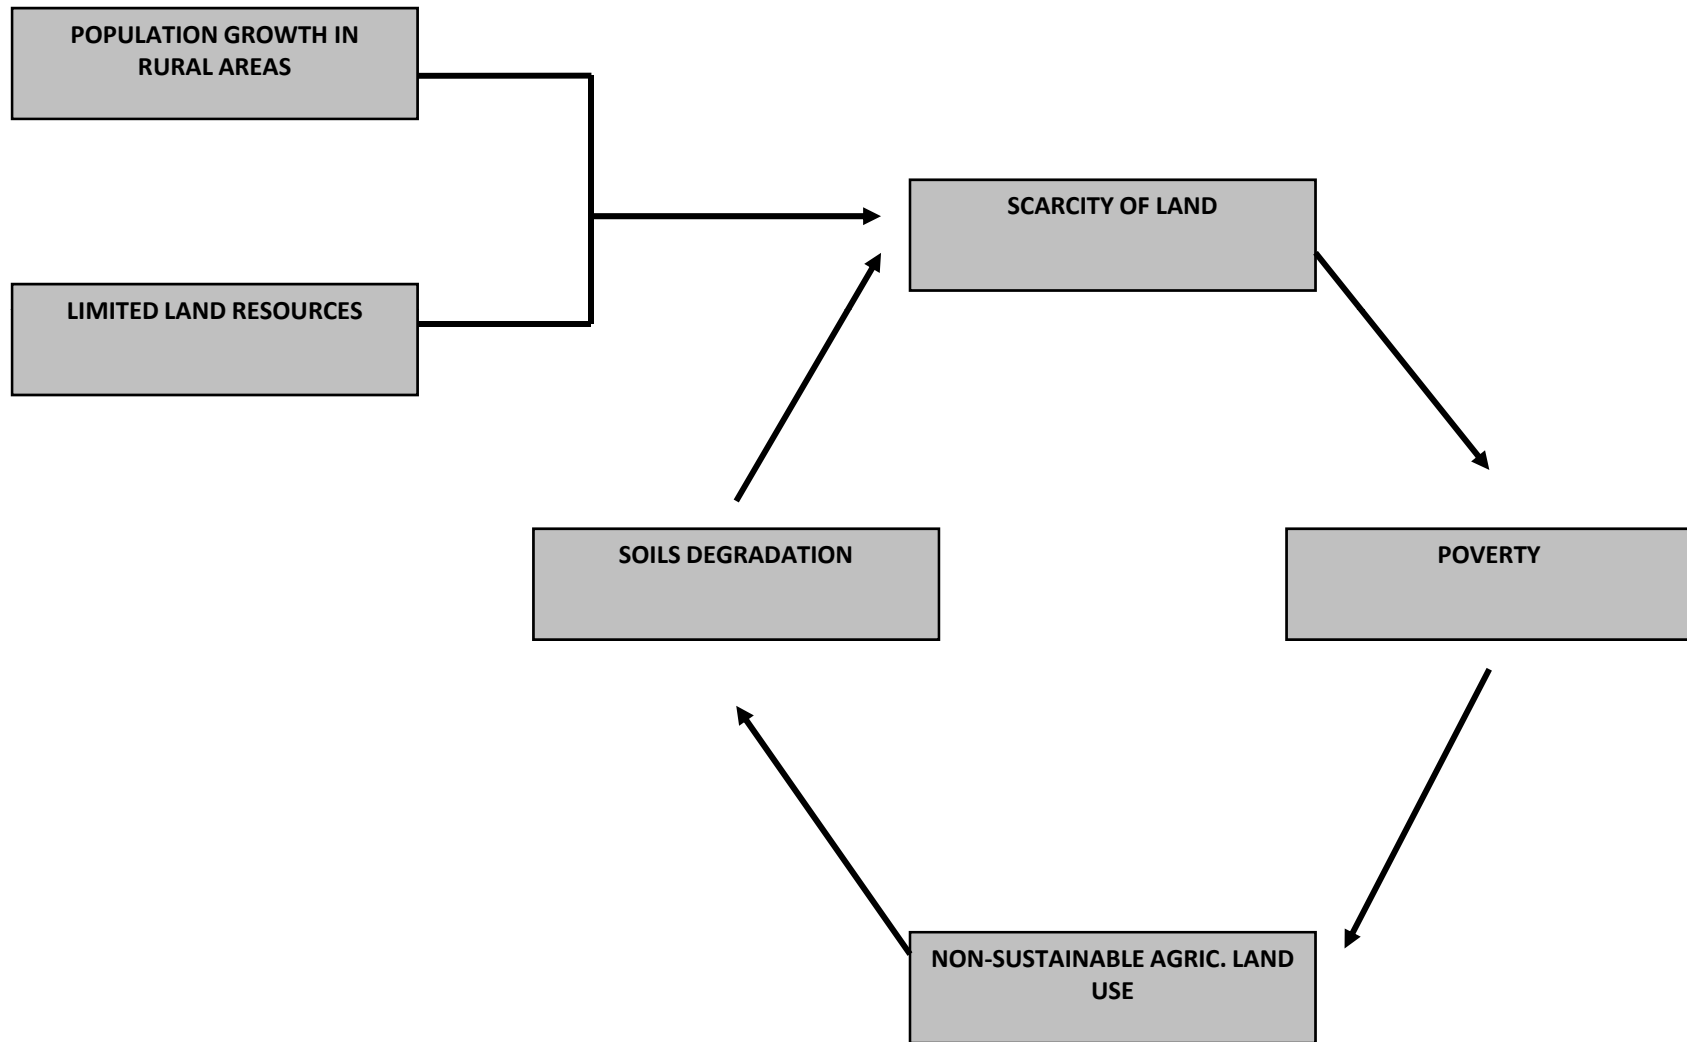 POPULATION GROWTH IN
RURAL AREAS
SCARCITY OF LAND
LIMITED LAND RESOURCES
SOILS DEGRADATION
POVERTY
NON-SUSTAINABLE AGRIC. LAND
USE